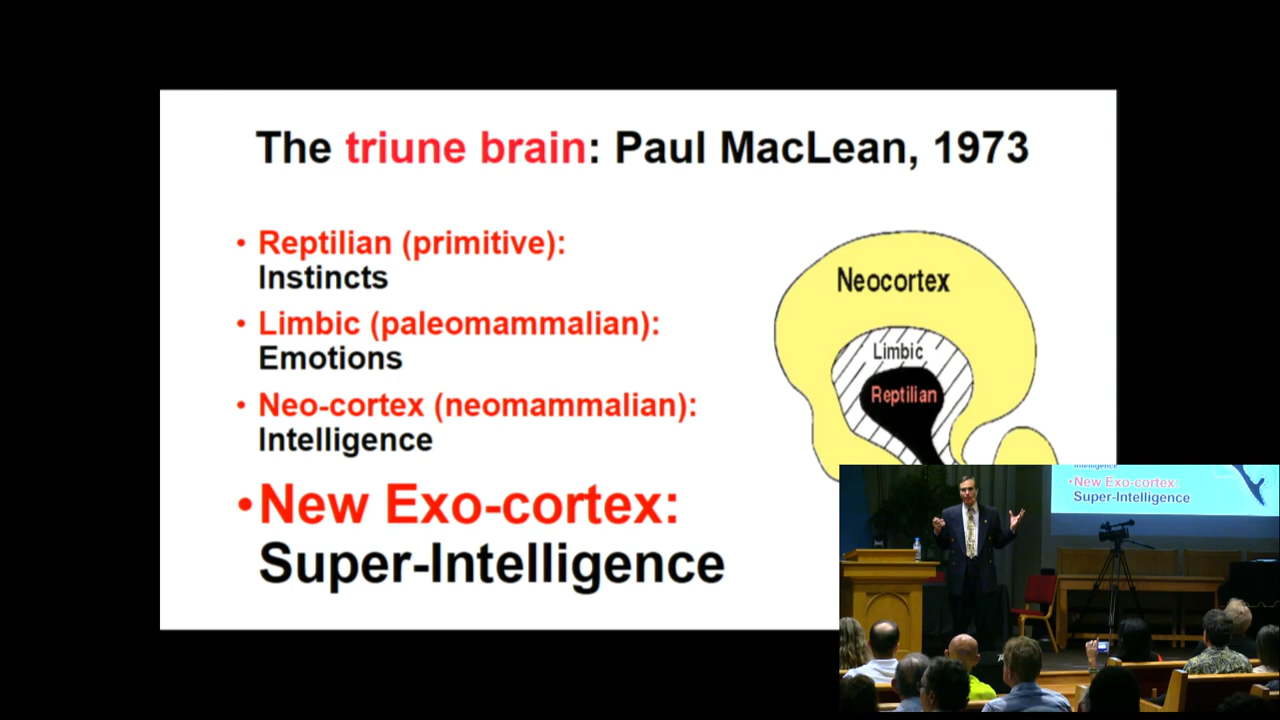 The triune brain: Paul MacLean, 1973
• Reptilian (primitive):
Instincts
• Limbic (paleomammalian):
Emotions
• Neo-cortex (neomammalian):
Intelligence
• New Exo-cortex:
Super-Intelligence
Neocortex
Limbic
Reptilian
Intelligence
• New Exo-cortex:
Super-Intelligence